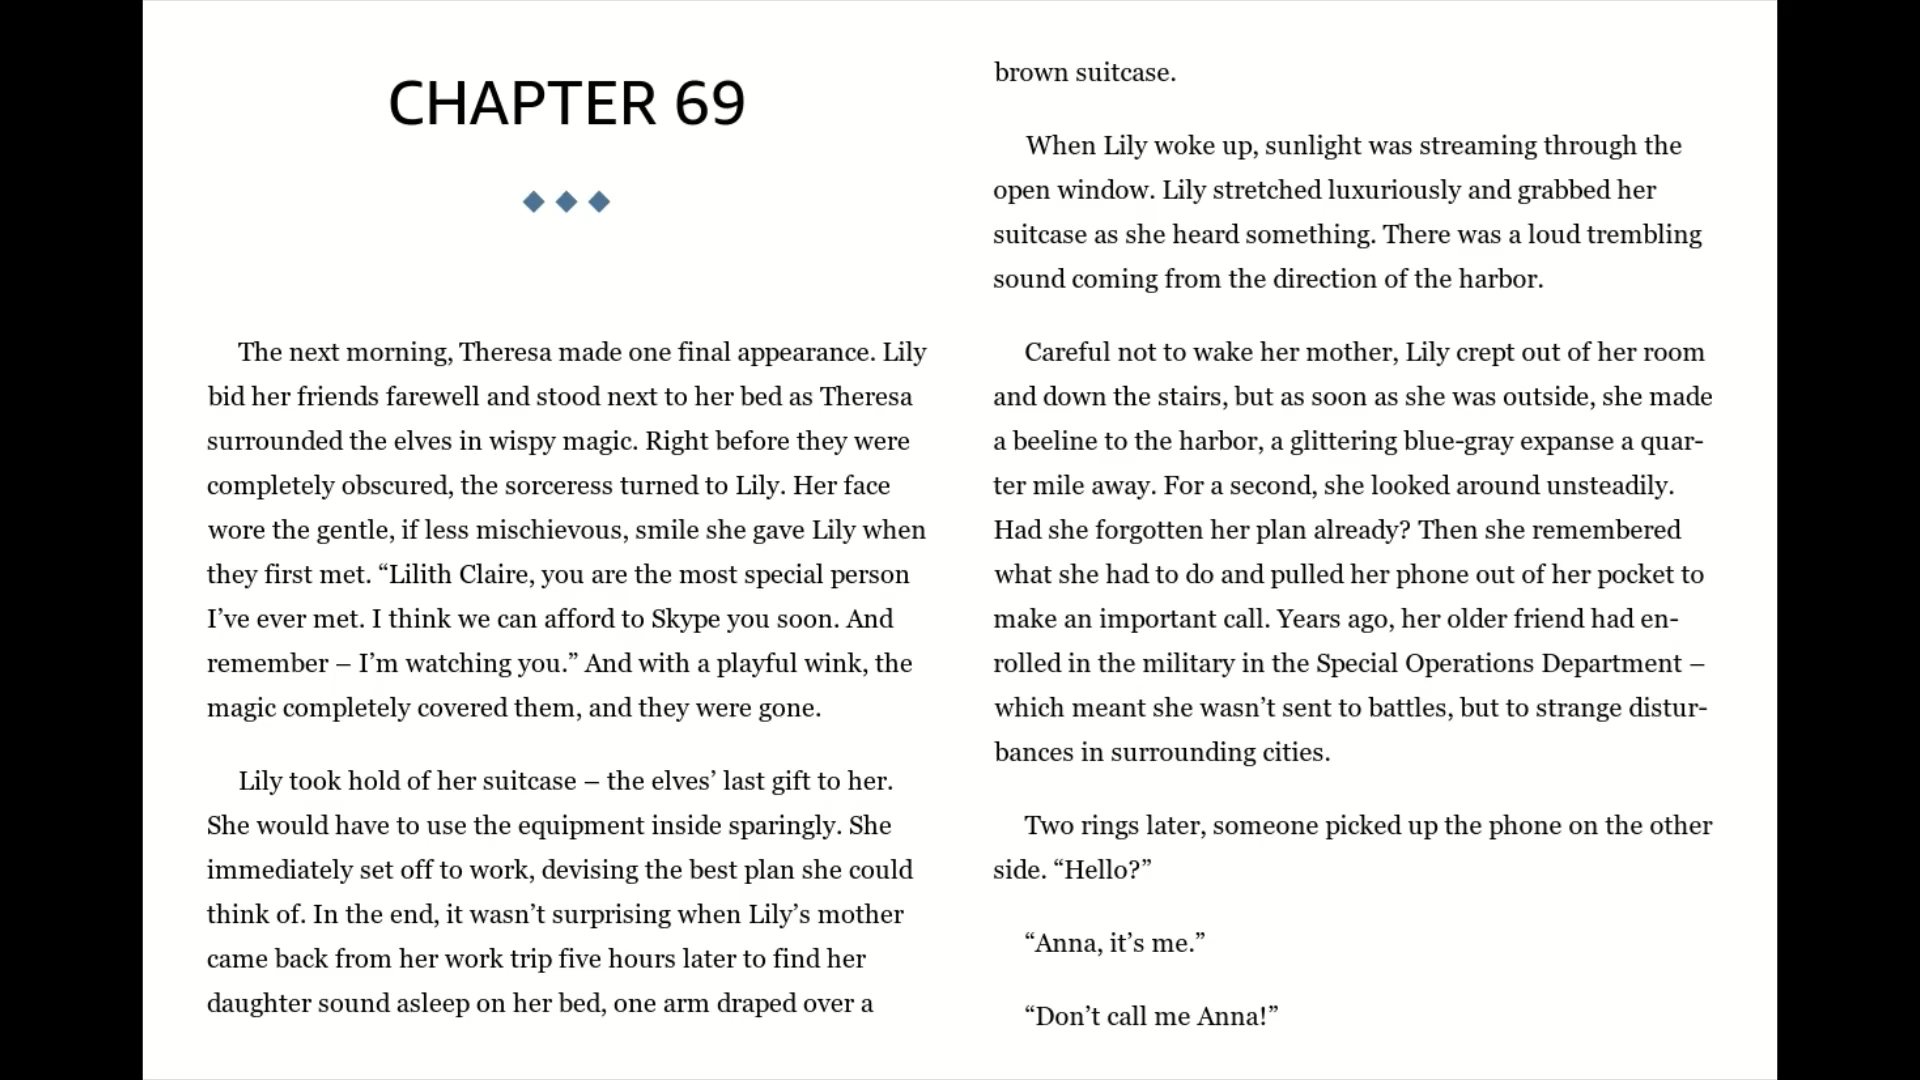 CHAPTER 69
The next morning, Theresa made one final appearance. Lily
bid her friends farewell and stood next to her bed as Theresa
surrounded the elves in wispy magic. Right before they were
completely obscured, the sorceress turned to Lily. Her face
wore the gentle, if less mischievous, smile she gave Lily when
they first met. “Lilith Claire, you are the most special person
I’ve ever met. I think we can afford to Skype you soon. And
remember – I’m watching you.” And with a playful wink, the
magic completely covered them, and they were gone.
Lily took hold of her suitcase – the elves’ last gift to her.
She would have to use the equipment inside sparingly. She
immediately set off to work, devising the best plan she could
think of. In the end, it wasn’t surprising when Lily’s mother
came back from her work trip five hours later to find her
daughter sound asleep on her bed, one arm draped over a
brown suitcase.
When Lily woke up, sunlight was streaming through the
open window. Lily stretched luxuriously and grabbed her
suitcase as she heard something. There was a loud trembling
sound coming from the direction of the harbor.
Careful not to wake her mother, Lily crept out of her room
and down the stairs, but as soon as she was outside, she made
a beeline to the harbor, a glittering blue-gray expanse a quar-
ter mile away. For a second, she looked around unsteadily.
Had she forgotten her plan already? Then she remembered
what she had to do and pulled her phone out of her pocket to
make an important call. Years ago, her older friend had en-
rolled in the military in the Special Operations Department –
which meant she wasn’t sent to battles, but to strange distur-
bances in surrounding cities.
Two rings later, someone picked up the phone on the other
side. “Hello?”
“Anna, it’s me.”
“Don’t call me Anna!”